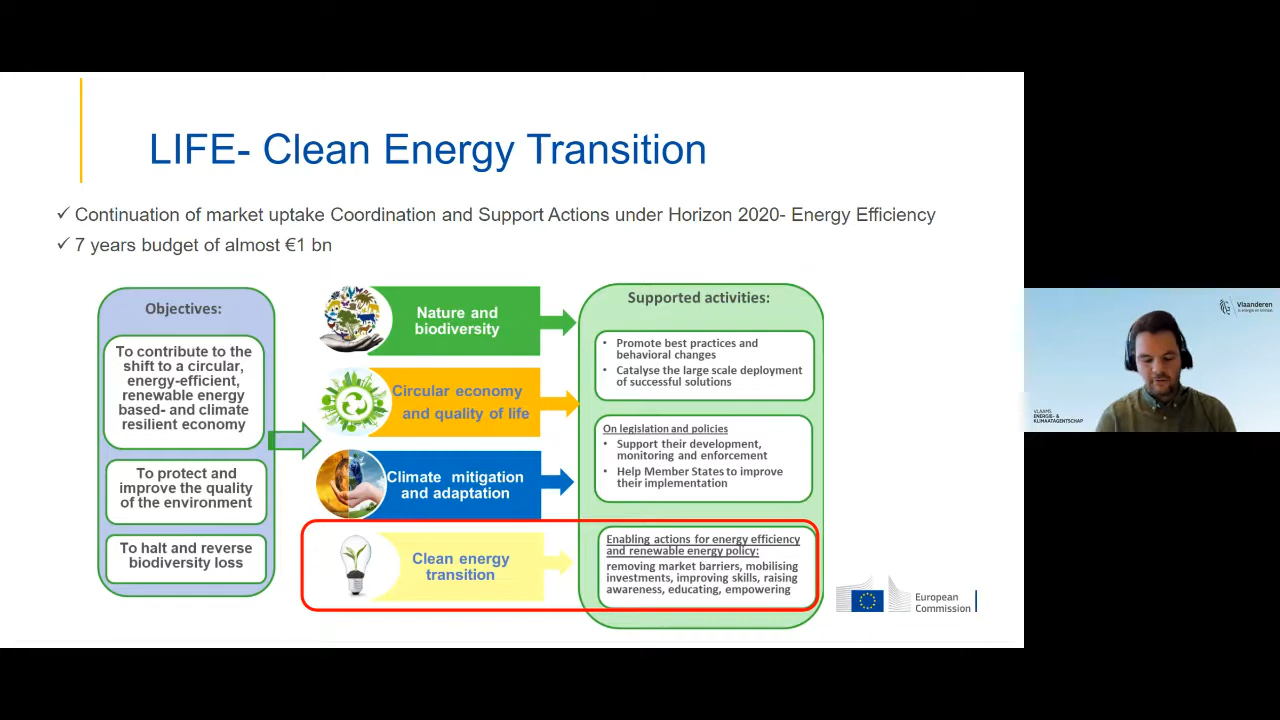 LIFE- Clean Energy Transition
✓ Continuation of market uptake Coordination and Support Actions under Horizon 2020- Energy Efficiency
✓ 7 years budget of almost €1 bn
Objectives:
To contribute to the
shift to a circular,
energy-efficient,
renewable energy
based- and climate
resilient economy
To protect and
improve the quality
of the environment
To halt and reverse
biodiversity loss
Nature and
biodiversity
Circular economy
and quality of life
Climate mitigation
and adaptation
Clean energy
transition
Supported activities:
• Promote best practices and
behavioral changes
• Catalyse the large scale deployment
of successful solutions
On legislation and policies
• Support their development,
monitoring and enforcement
• Help Member States to improve
their implementation
Enabling actions for energy efficiency
and renewable energy policy:
removing market barriers, mobilising
investments, improving skills, raising
awareness, educating, empowering
European
Commission
Vlaanderen
VLAAMS
ENERGIE- &
KLIMAATAGENTSCHAP